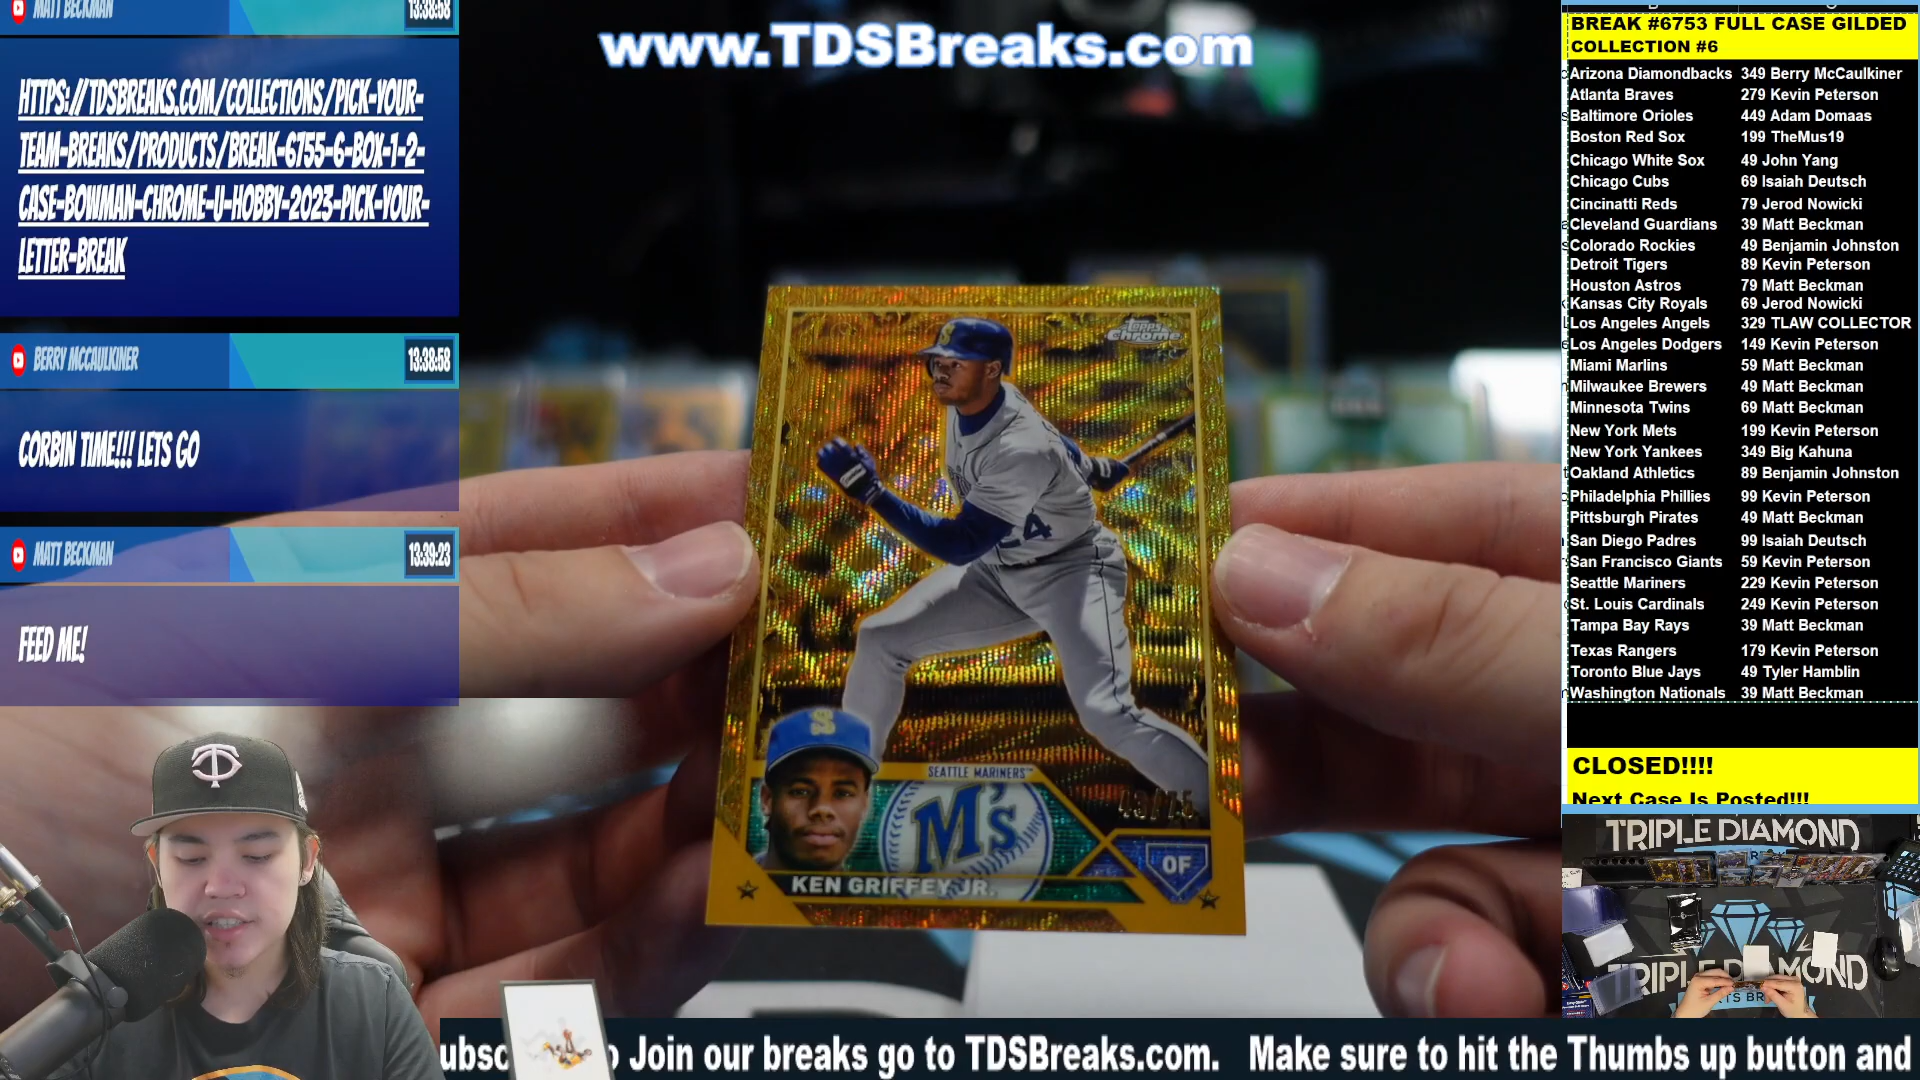 MATT BECKMAN
13:38:58
HTTPS://TDSBREAKS.COM/COLLECTIONS/PICK-YOUR-
TEAM-BREAKS/PRODUCTS/BREAK-6755-6-BOX-1-2-
CASE-BOWMAN-CHROME-U-HOBBY-2023-PICK-YOUR-
LETTER-BREAK
BERRY MCCAULKINER
13:38:58
CORBIN TIME!!! LETS GO
MATT BECKMAN
13:39:23
FEED ME!
www.TDSBreaks.com
Topps
Chrome
24
SEATTLE MARINERS™
M's
OF
KEN GRIFFEY JR.
BREAK #6753 FULL CASE GILDED
COLLECTION #6
Arizona Diamondbacks 349 Berry McCaulkiner
Atlanta Braves 279 Kevin Peterson
Baltimore Orioles 449 Adam Domaas
Boston Red Sox 199 TheMus19
Chicago White Sox 49 John Yang
Chicago Cubs 69 Isaiah Deutsch
Cincinatti Reds 79 Jerod Nowicki
Cleveland Guardians 39 Matt Beckman
Colorado Rockies 49 Benjamin Johnston
Detroit Tigers 89 Kevin Peterson
Houston Astros 79 Matt Beckman
Kansas City Royals 69 Jerod Nowicki
Los Angeles Angels 329 TLAW COLLECTOR
Los Angeles Dodgers 149 Kevin Peterson
Miami Marlins 59 Matt Beckman
Milwaukee Brewers 49 Matt Beckman
Minnesota Twins 69 Matt Beckman
New York Mets 199 Kevin Peterson
New York Yankees 349 Big Kahuna
Oakland Athletics 89 Benjamin Johnston
Philadelphia Phillies 99 Kevin Peterson
Pittsburgh Pirates 49 Matt Beckman
San Diego Padres 99 Isaiah Deutsch
San Francisco Giants 59 Kevin Peterson
Seattle Mariners 229 Kevin Peterson
St. Louis Cardinals 249 Kevin Peterson
Tampa Bay Rays 39 Matt Beckman
Texas Rangers 179 Kevin Peterson
Toronto Blue Jays 49 Tyler Hamblin
Washington Nationals 39 Matt Beckman
CLOSED!!!!
Next Case Is Posted!!!
TRIPLE DIAMOND
TRIPLE DIAMOND
Join our breaks go to TDSBreaks.com. Make sure to hit the Thumbs up button and